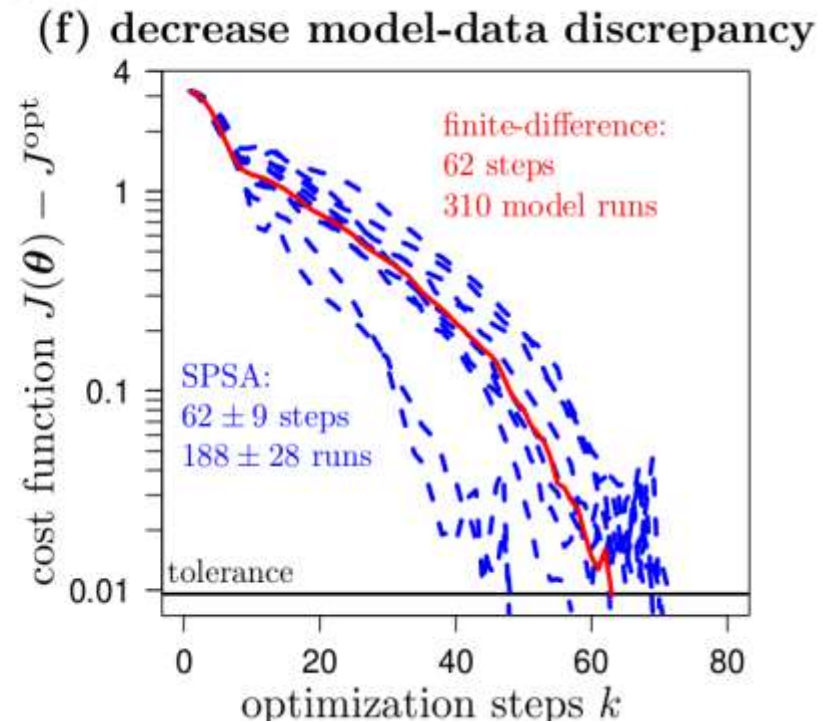 (f) decrease model-data discrepancy
cost function J(θ) − J^opt
4
1
0.1
0.01
finite-difference:
62 steps
310 model runs
SPSA:
62 ± 9 steps
188 ± 28 runs
tolerance
0 20 40 60 80
optimization steps k